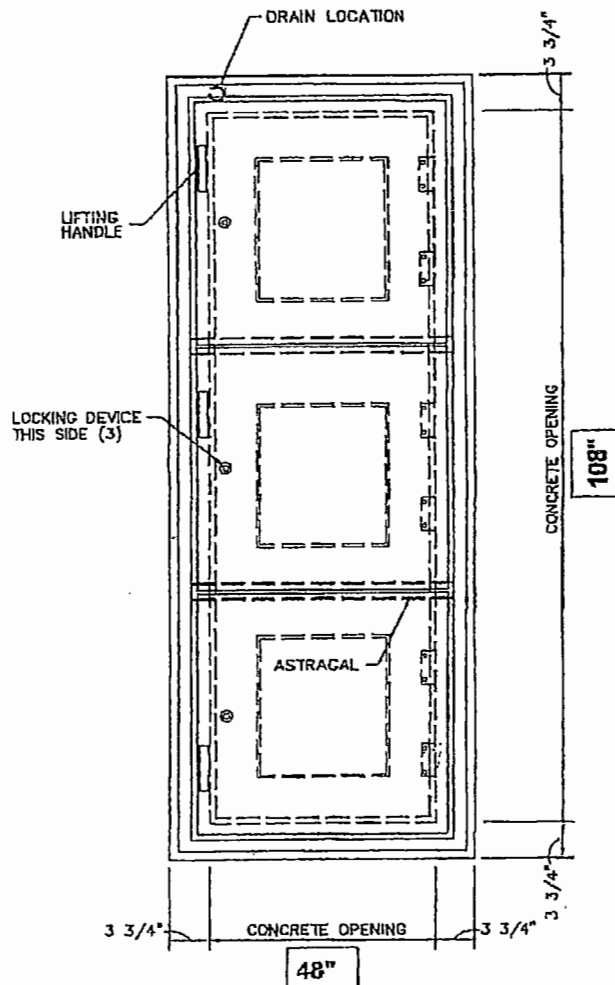 DRAIN LOCATION
3 3/4"
LIFTING
HANDLE
LOCKING DEVICE
THIS SIDE (3)
CONCRETE OPENING
108"
ASTRAGAL
3 3/4"
3 3/4"
CONCRETE OPENING
3 3/4"
48"